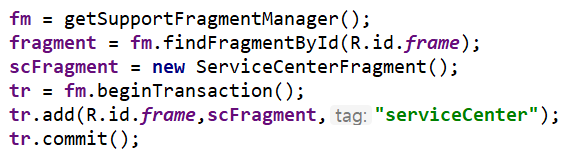 fm = getSupportFragmentManager();
fragment = fm.findFragmentById(R.id.frame);
scFragment = new ServiceCenterFragment();
tr = fm.beginTransaction();
tr.add(R.id.frame,scFragment, tag: "serviceCenter");
tr.commit();